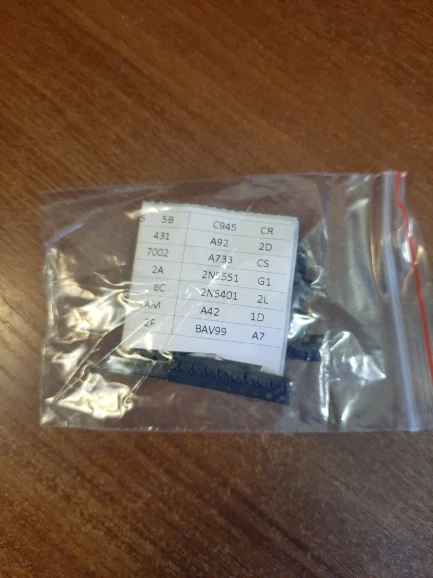 5 5B C945 CR
431 A92 2D
7002 A733 CS
2A 2N5551 G1
6C 2N5401 2L
AM A42 1D
2F BAV99 A7